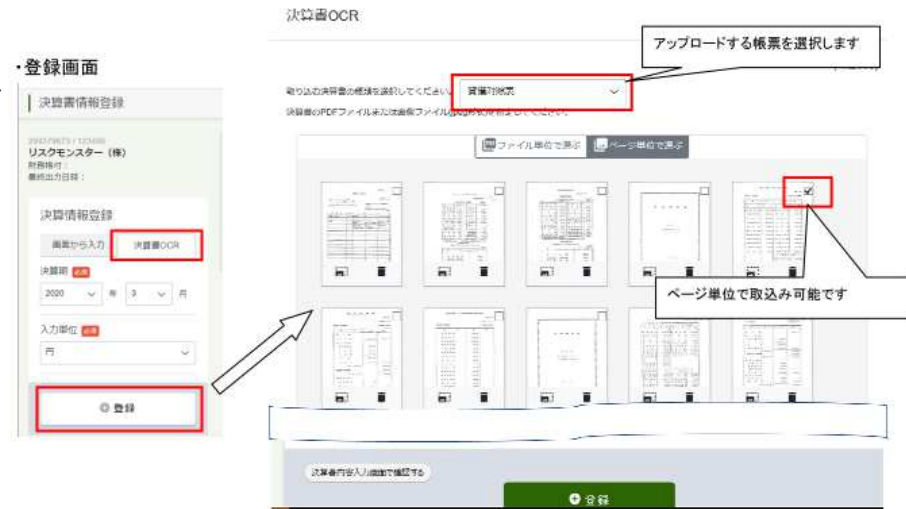 決算書OCR
アップロードする帳票を選択します
・登録画面
決算書情報登録
取り込む決算書の種類を選択してください。
貸借対照表
リスクモンスター（株）
財務格付：
最終出力日時：
ファイル単位で選ぶ
ページ単位で選ぶ
決算情報登録
画面から入力
決算書OCR
決算期 必須
2020 年 3 月
ページ単位で取込み可能です
入力単位 必須
円
登録
決算書内容入力画面で確認する
登録